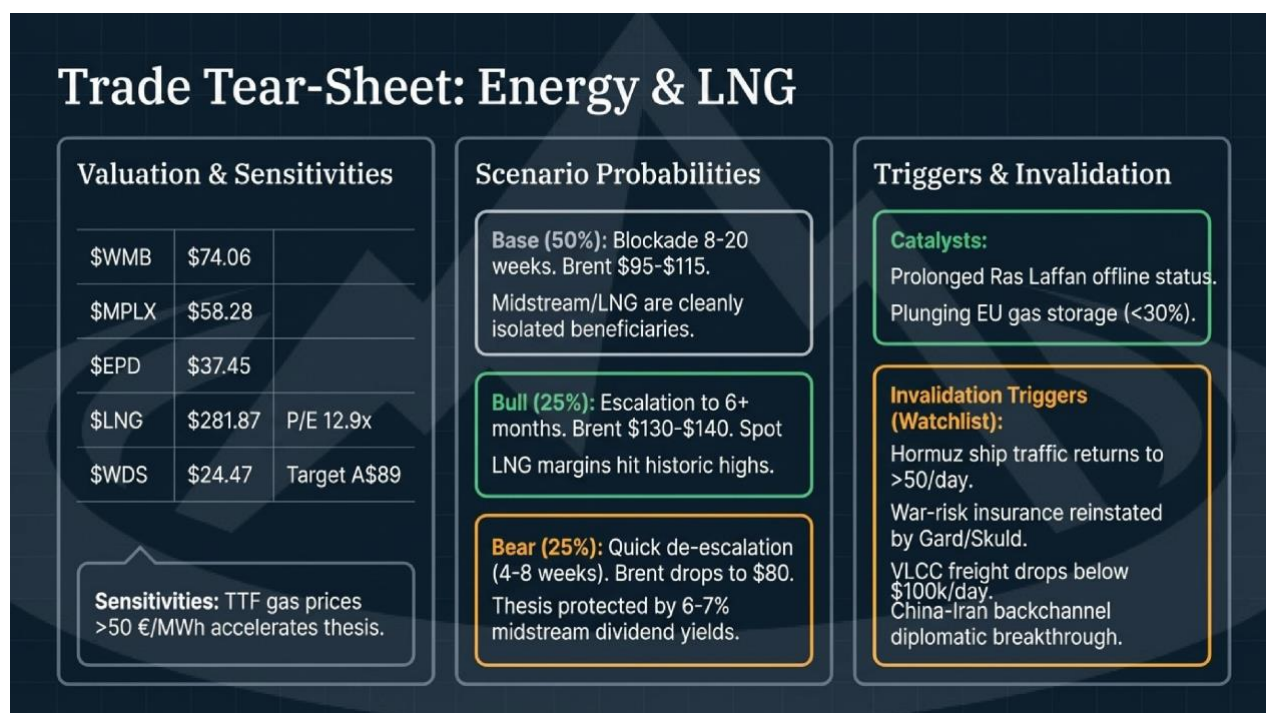 Trade Tear-Sheet: Energy & LNG
Valuation & Sensitivities
$WMB $74.06
$MPLX $58.28
$EPD $37.45
$LNG $281.87 P/E 12.9x
$WDS $24.47 Target A$89
Sensitivities: TTF gas prices
>50 €/MWh accelerates thesis.
Scenario Probabilities
Base (50%): Blockade 8-20
weeks. Brent $95-$115.
Midstream/LNG are cleanly
isolated beneficiaries.
Bull (25%): Escalation to 6+
months. Brent $130-$140. Spot
LNG margins hit historic highs.
Bear (25%): Quick de-escalation
(4-8 weeks). Brent drops to $80.
Thesis protected by 6-7%
midstream dividend yields.
Triggers & Invalidation
Catalysts:
Prolonged Ras Laffan offline status.
Plunging EU gas storage (<30%).
Invalidation Triggers
(Watchlist):
Hormuz ship traffic returns to
>50/day.
War-risk insurance reinstated
by Gard/Skuld.
VLCC freight drops below
$100k/day.
China-Iran backchannel
diplomatic breakthrough.